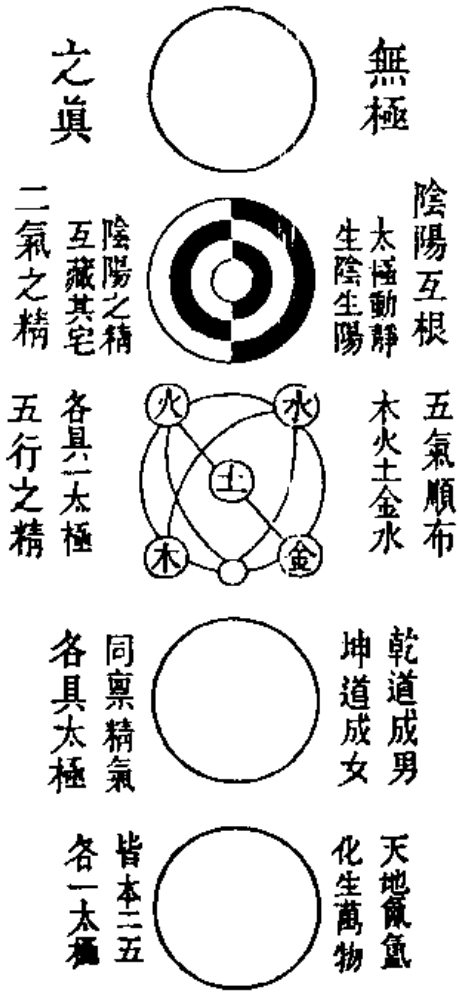 無極
之眞
陰陽互根
太極動靜
生陰生陽
陰陽之精
互藏其宅
二氣之精
五氣順布
木火土金水
火
水
土
木
金
各具一太極
五行之精
乾道成男
坤道成女
同禀精氣
各具太極
天地氤氳
化生萬物
皆本二五
各一太極